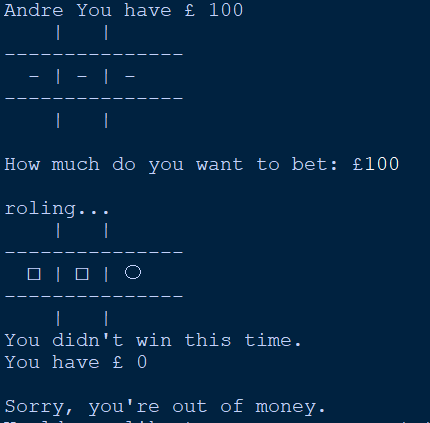 Andre You have £ 100
|   |
---------------
- | - | -
---------------
|   |
How much do you want to bet: £100
roling...
|   |
---------------
□ | □ | ○
---------------
|   |
You didn't win this time.
You have £ 0
Sorry, you're out of money.